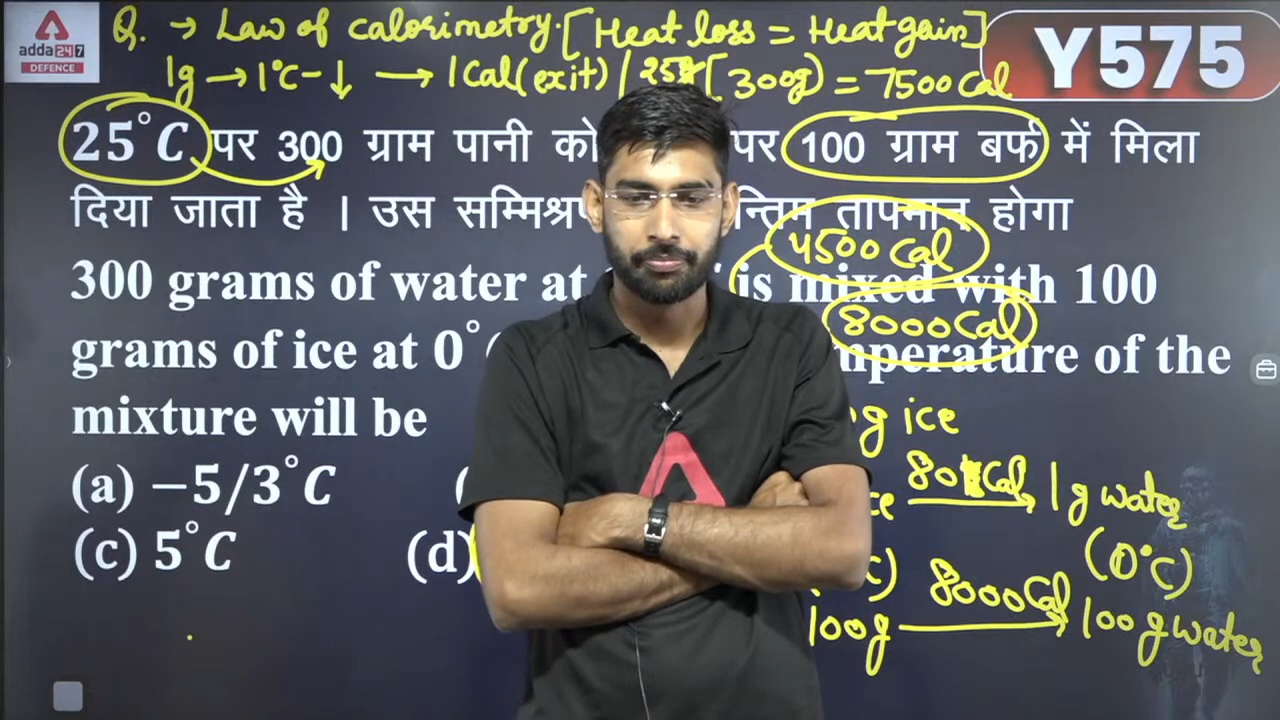 adda247
DEFENCE
Q. → Law of calorimetry. [Heat loss = Heat gain]
1g → 1°C - ↓ → 1 Cal (exit) / 25 [300g) = 7500 Cal
Y575
25°C पर 300 ग्राम पानी को पर 100 ग्राम बर्फ में मिला
दिया जाता है । उस तापमान होगा
4500 Cal
300 grams of water at is mixed with 100
8000 Cal
grams of ice at 0° of the
mixture will be
g ice
(a) −5/3°C
80 Cal 1g water
(c) 5°C (d)
(0°C)
8000 Cal
100g → 100 g water